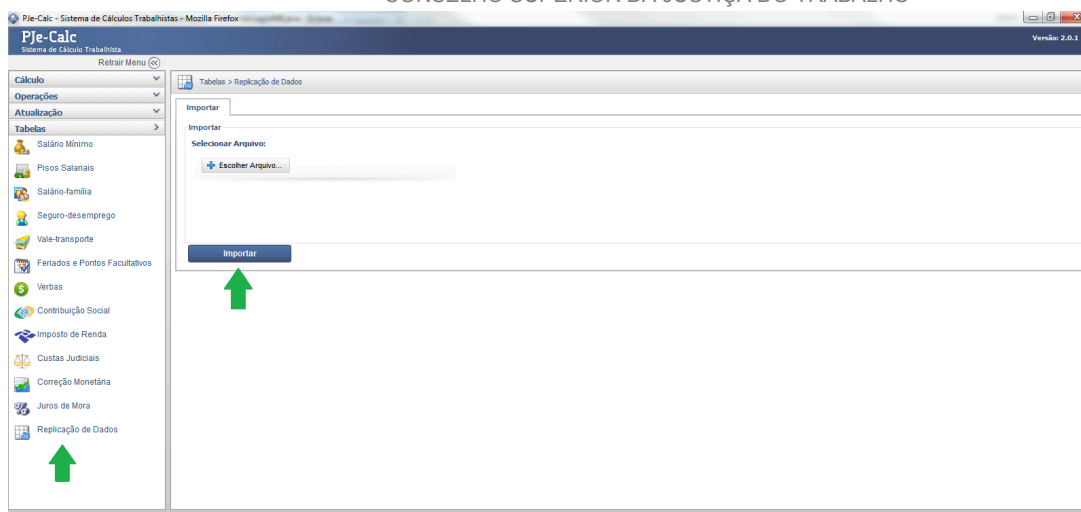 CONSELHO SUPERIOR DA JUSTIÇA DO TRABALHO
PJe-Calc - Sistema de Cálculos Trabalhistas - Mozilla Firefox
PJe-Calc
Sistema de Cálculo Trabalhista
Versão: 2.0.1
Retrair Menu
Cálculo
Operações
Atualização
Tabelas
Salário Mínimo
Pisos Salariais
Salário-família
Seguro-desemprego
Vale-transporte
Feriados e Pontos Facultativos
Verbas
Contribuição Social
Imposto de Renda
Custas Judiciais
Correção Monetária
Juros de Mora
Replicação de Dados
Tabelas > Replicação de Dados
Importar
Importar
Selecionar Arquivo:
Escolher Arquivo...
Importar